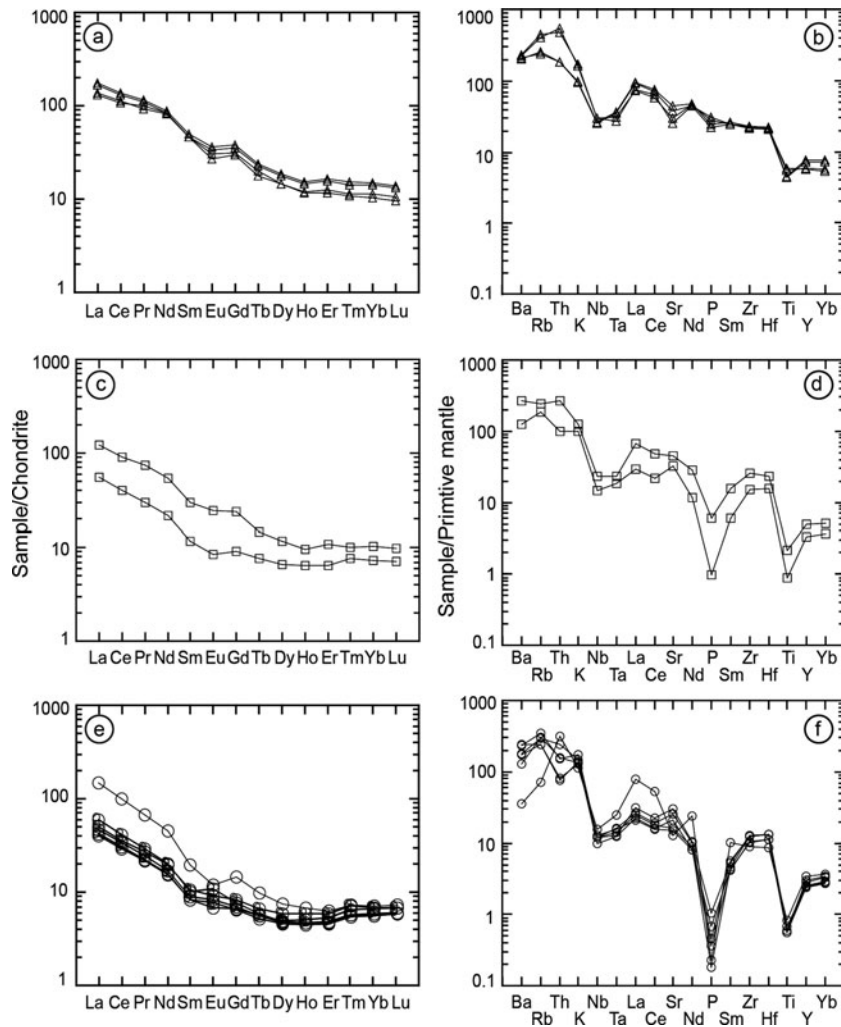 a
1000
100
10
1
La Ce Pr Nd Sm Eu Gd Tb Dy Ho Er Tm Yb Lu
b
1000
100
10
1
0.1
Ba Th Nb La Sr P Zr Ti Yb
Rb K Ta Ce Nd Sm Hf Y
c
1000
100
10
1
La Ce Pr Nd Sm Eu Gd Tb Dy Ho Er Tm Yb Lu
Sample/Chondrite
d
1000
100
10
1
0.1
Ba Th Nb La Sr P Zr Ti Yb
Rb K Ta Ce Nd Sm Hf Y
Sample/Primtive mantle
e
1000
100
10
1
La Ce Pr Nd Sm Eu Gd Tb Dy Ho Er Tm Yb Lu
f
1000
100
10
1
0.1
Ba Th Nb La Sr P Zr Ti Yb
Rb K Ta Ce Nd Sm Hf Y